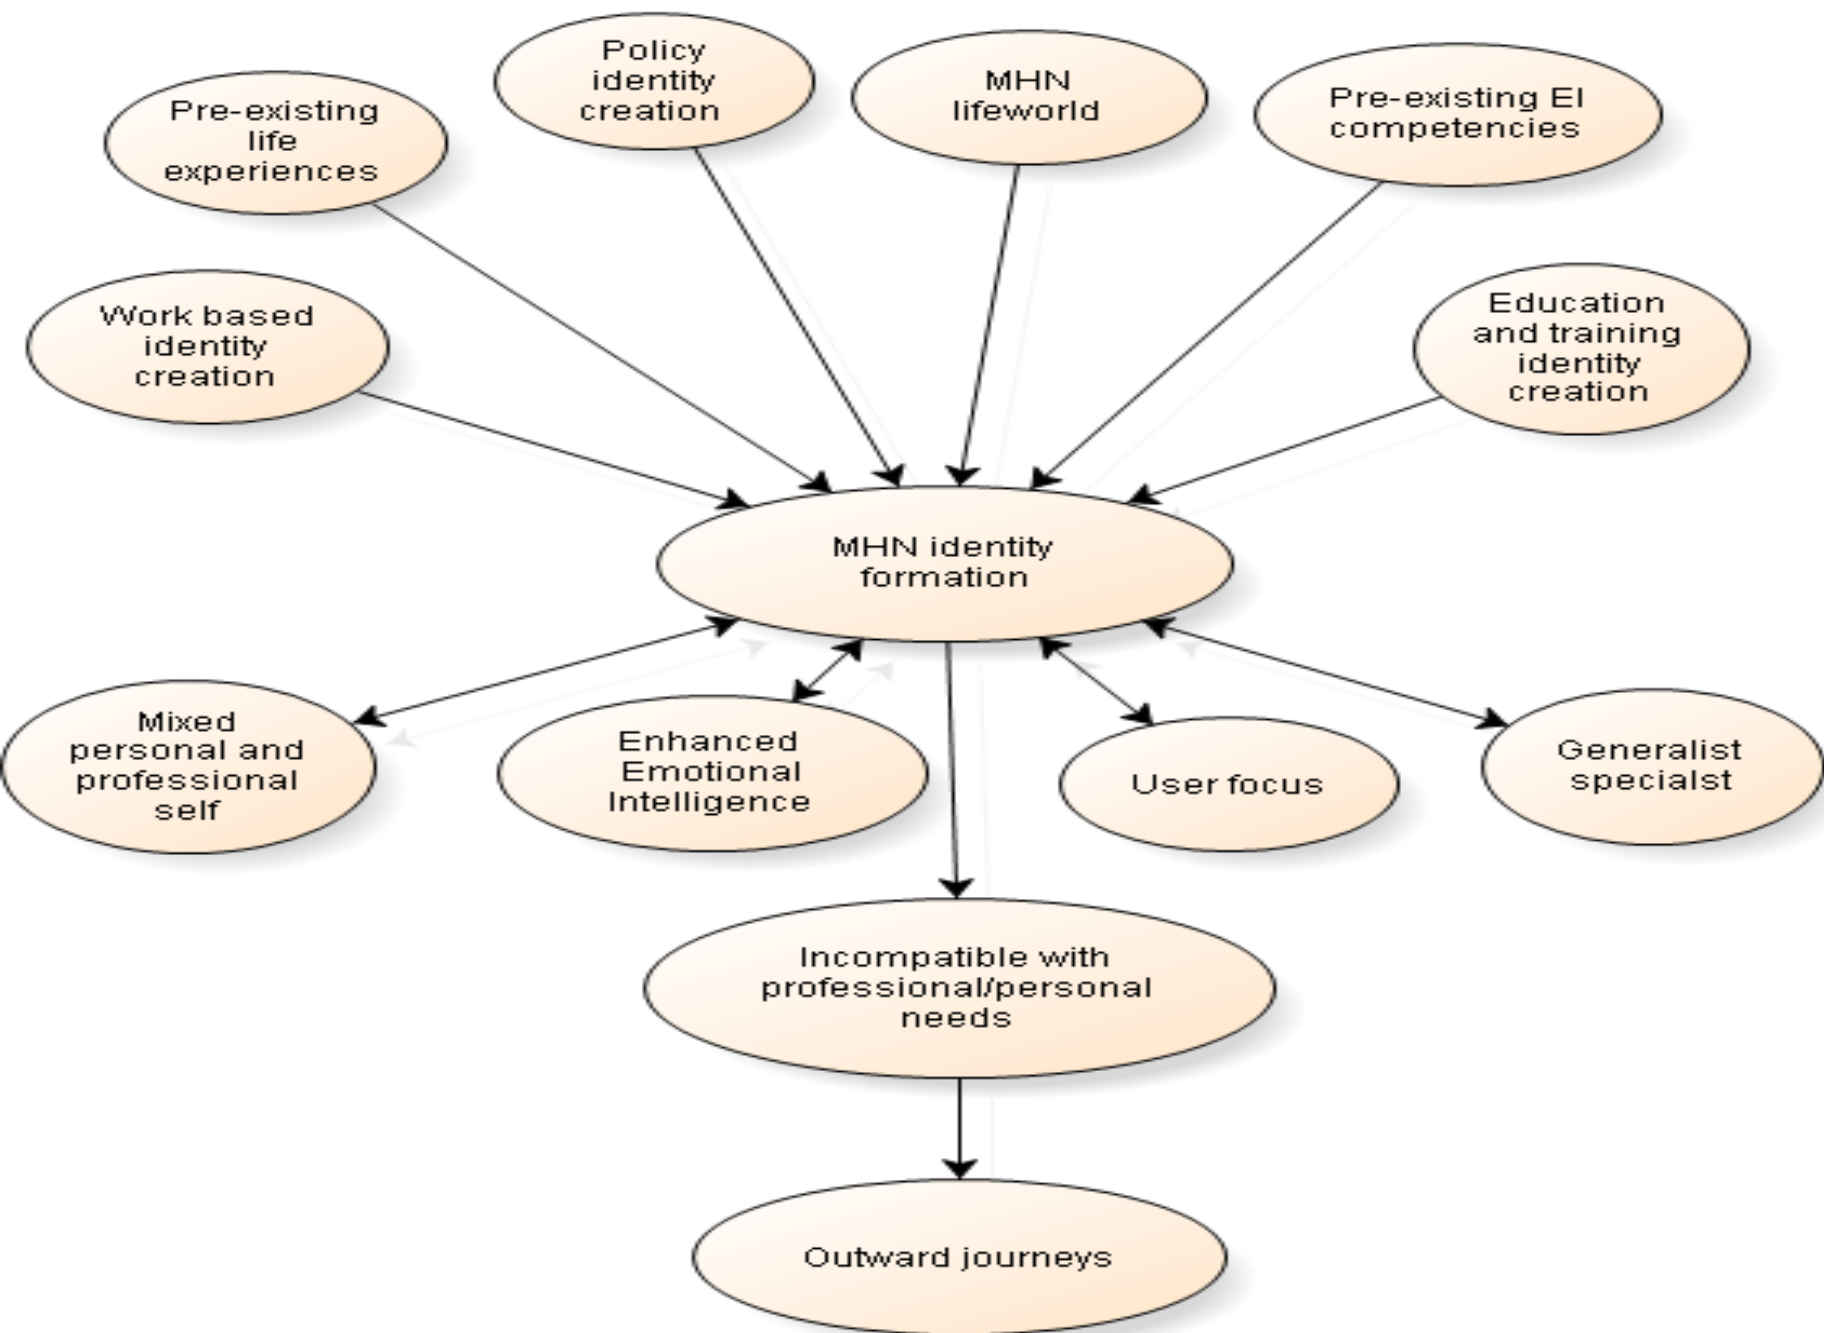 Policy
identity
creation
MHN
lifeworld
Pre-existing EI
competencies
Pre-existing
life
experiences
Work based
identity
creation
Education
and training
identity
creation
MHN identity
formation
Mixed
personal and
professional
self
Enhanced
Emotional
Intelligence
User focus
Generalist
specialst
Incompatible with
professional/personal
needs
Outward journeys